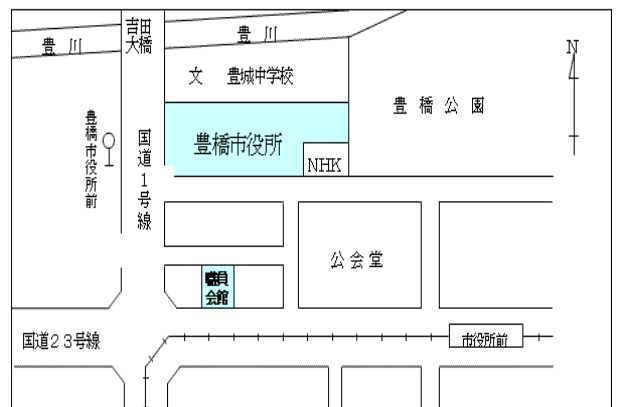 吉田
大橋
豊 川
豊 川
N
文 豊城中学校
豊 橋 公 園
豊橋市役所前
国道1号線
豊橋市役所
NHK
公 会 堂
職員
会館
国道23号線
市役所前